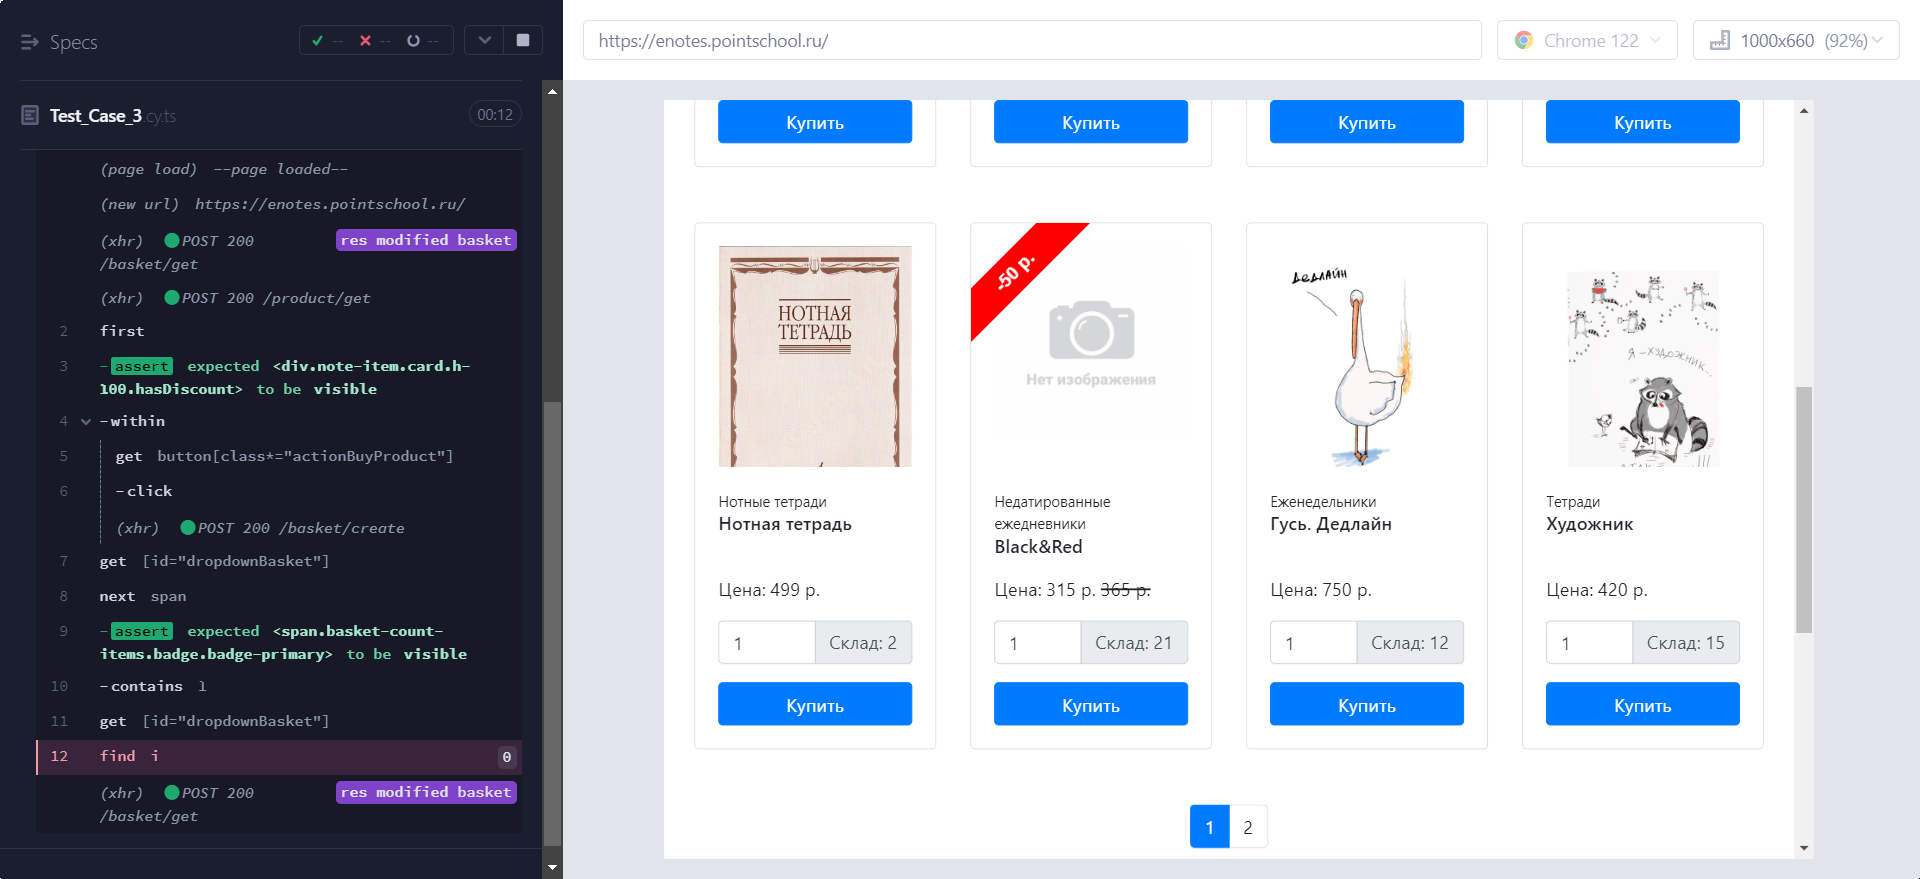 Specs
--
--
--
https://enotes.pointschool.ru/
Chrome 122
1000x660 (92%)
Test_Case_3.cy.ts
00:12
(page load) --page loaded--
(new url) https://enotes.pointschool.ru/
(xhr) POST 200 /basket/get
res modified basket
(xhr) POST 200 /product/get
2 first
3 -assert expected <div.note-item.card.h-
100.hasDiscount> to be visible
4 -within
5 get button[class*="actionBuyProduct"]
6 -click
(xhr) POST 200 /basket/create
7 get [id="dropdownBasket"]
8 next span
9 -assert expected <span.basket-count-
items.badge.badge-primary> to be visible
10 -contains 1
11 get [id="dropdownBasket"]
12 find i 0
(xhr) POST 200 /basket/get
res modified basket
Купить
Купить
Купить
Купить
НОТНАЯ
ТЕТРАДЬ
Нотные тетради
Нотная тетрадь
Цена: 499 р.
1 Склад: 2
Купить
-50 р.
Нет изображения
Недатированные
ежедневники
Black&Red
Цена: 315 р. 365 р.
1 Склад: 21
Купить
ДЕДЛАЙН
Еженедельники
Гусь. Дедлайн
Цена: 750 р.
1 Склад: 12
Купить
Я - ХУДОЖНИК...
Тетради
Художник
Цена: 420 р.
1 Склад: 15
Купить
1 2